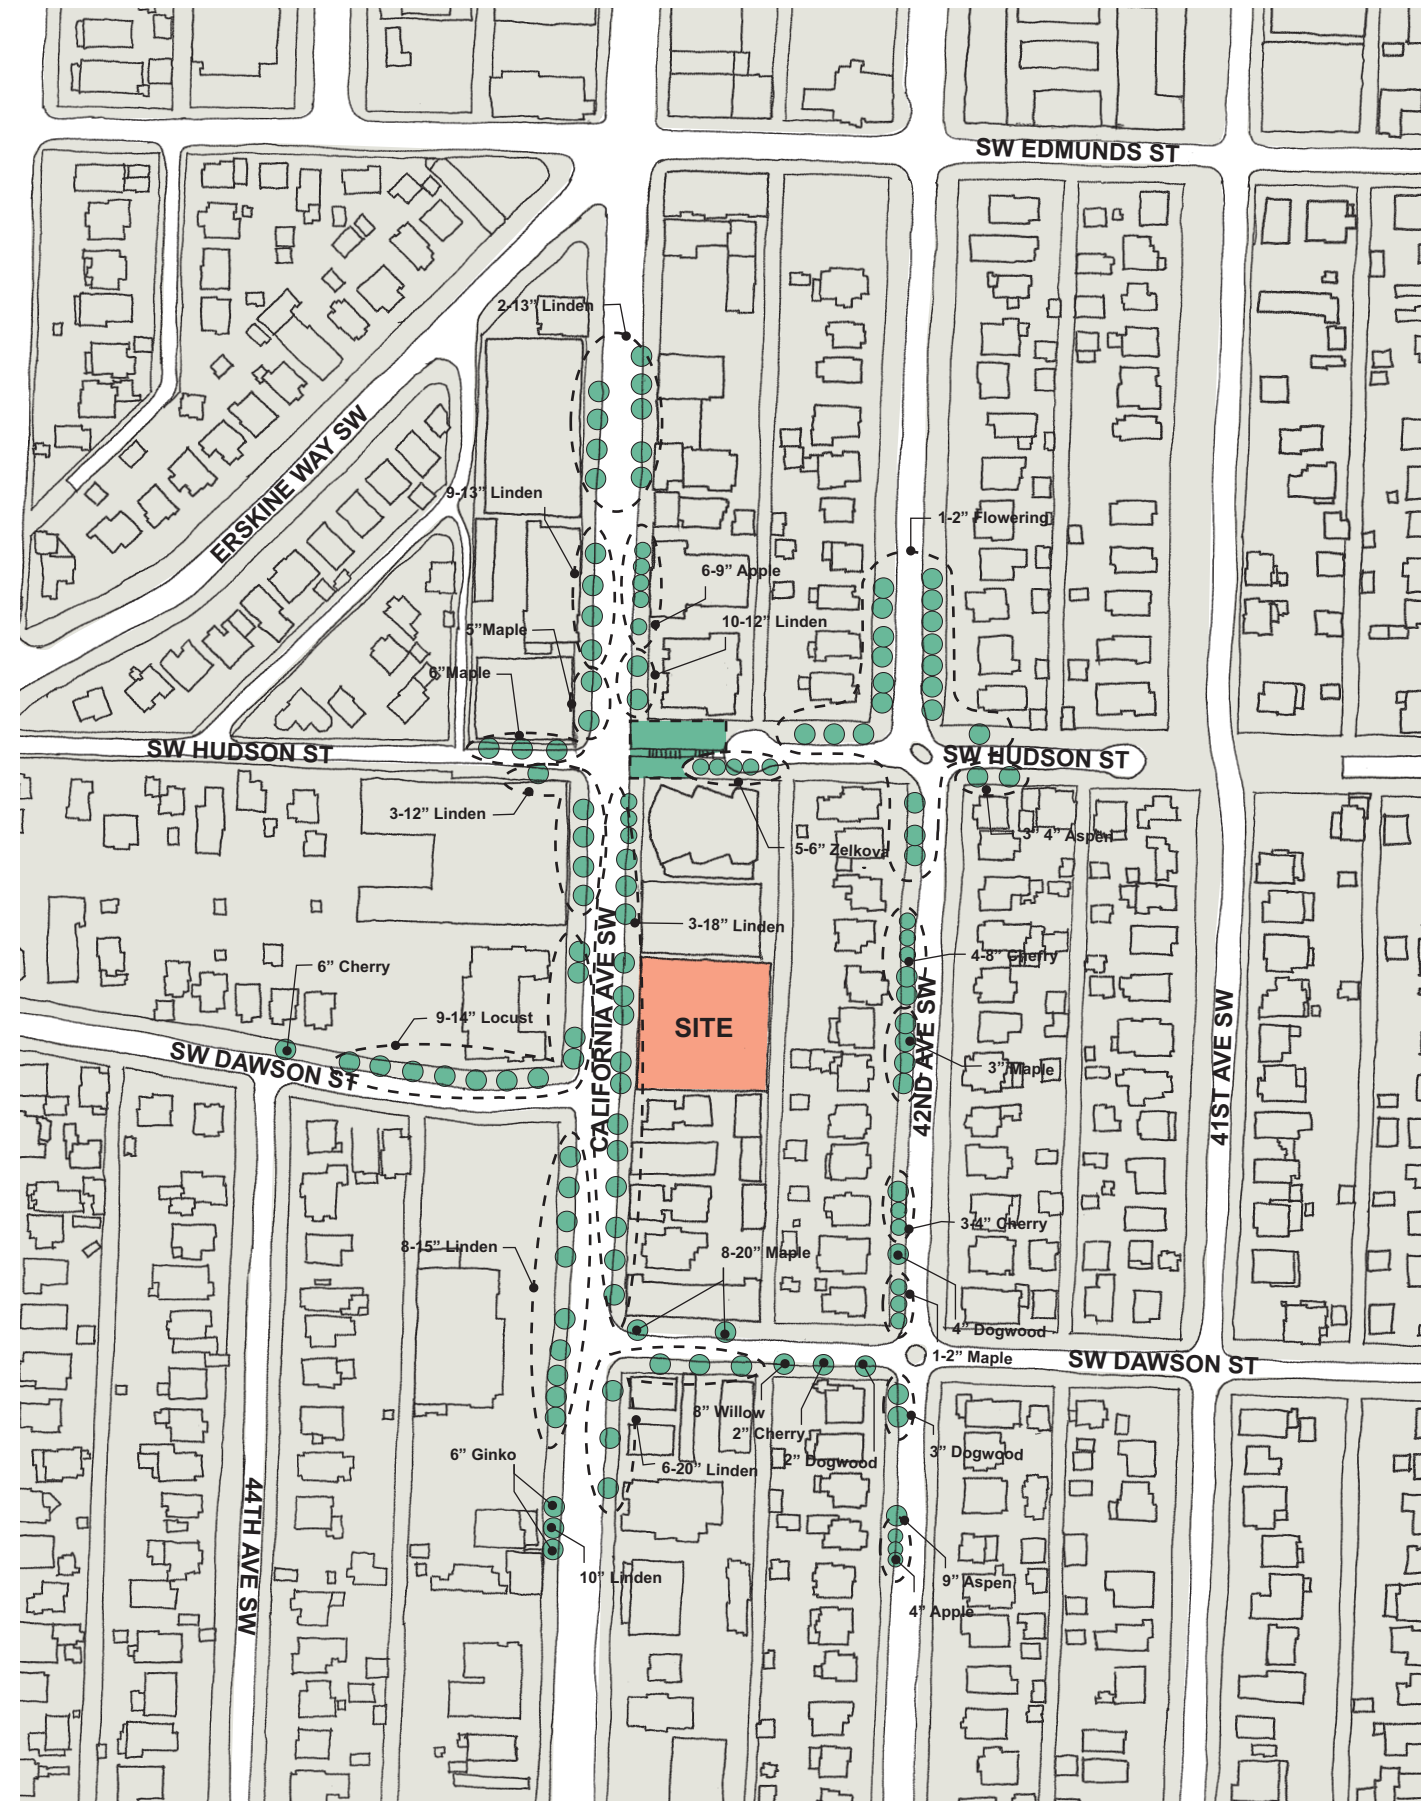 SW EDMUNDS ST
2-13” Linden
ERSKINE WAY SW
9-13” Linden
1-2” Flowering
6-9” Apple
10-12” Linden
5”Maple
6”Maple
SW HUDSON ST
SW HUDSON ST
3-12” Linden
3” 4” Aspen
5-6” Zelkova
3-18” Linden
4-8” Cherry
6” Cherry
9-14” Locust
SITE
CALIFORNIA AVE SW
42ND AVE SW
41ST AVE SW
SW DAWSON ST
3”Maple
3-4” Cherry
8-15” Linden
8-20” Maple
4” Dogwood
1-2” Maple
SW DAWSON ST
8” Willow
2” Cherry
2” Dogwood
3” Dogwood
6” Ginko
6-20” Linden
44TH AVE SW
10” Linden
9” Aspen
4” Apple